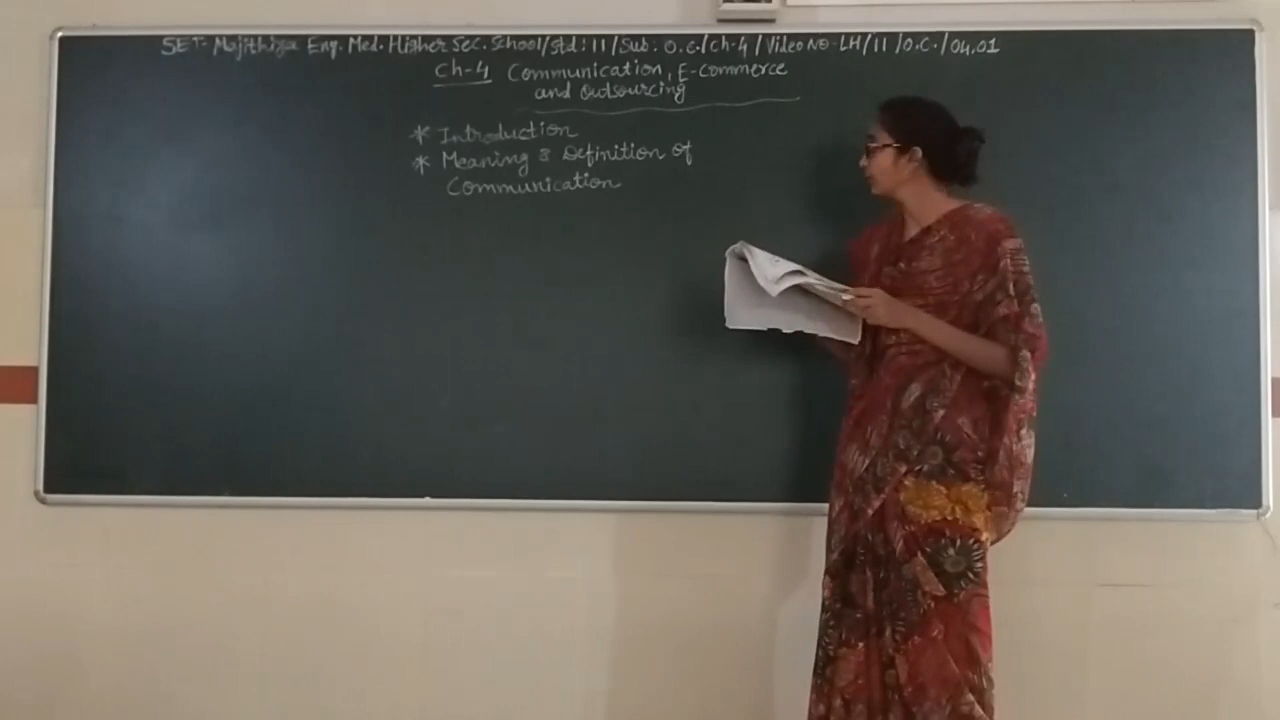 SET- Majithiya Eng. Med. Higher Sec. School/Std: 11/Sub: O.C./Ch-4/Video No-LH/11/O.C./04.01
Ch-4 Communication, E-Commerce
and Outsourcing
* Introduction
* Meaning & Definition of
Communication